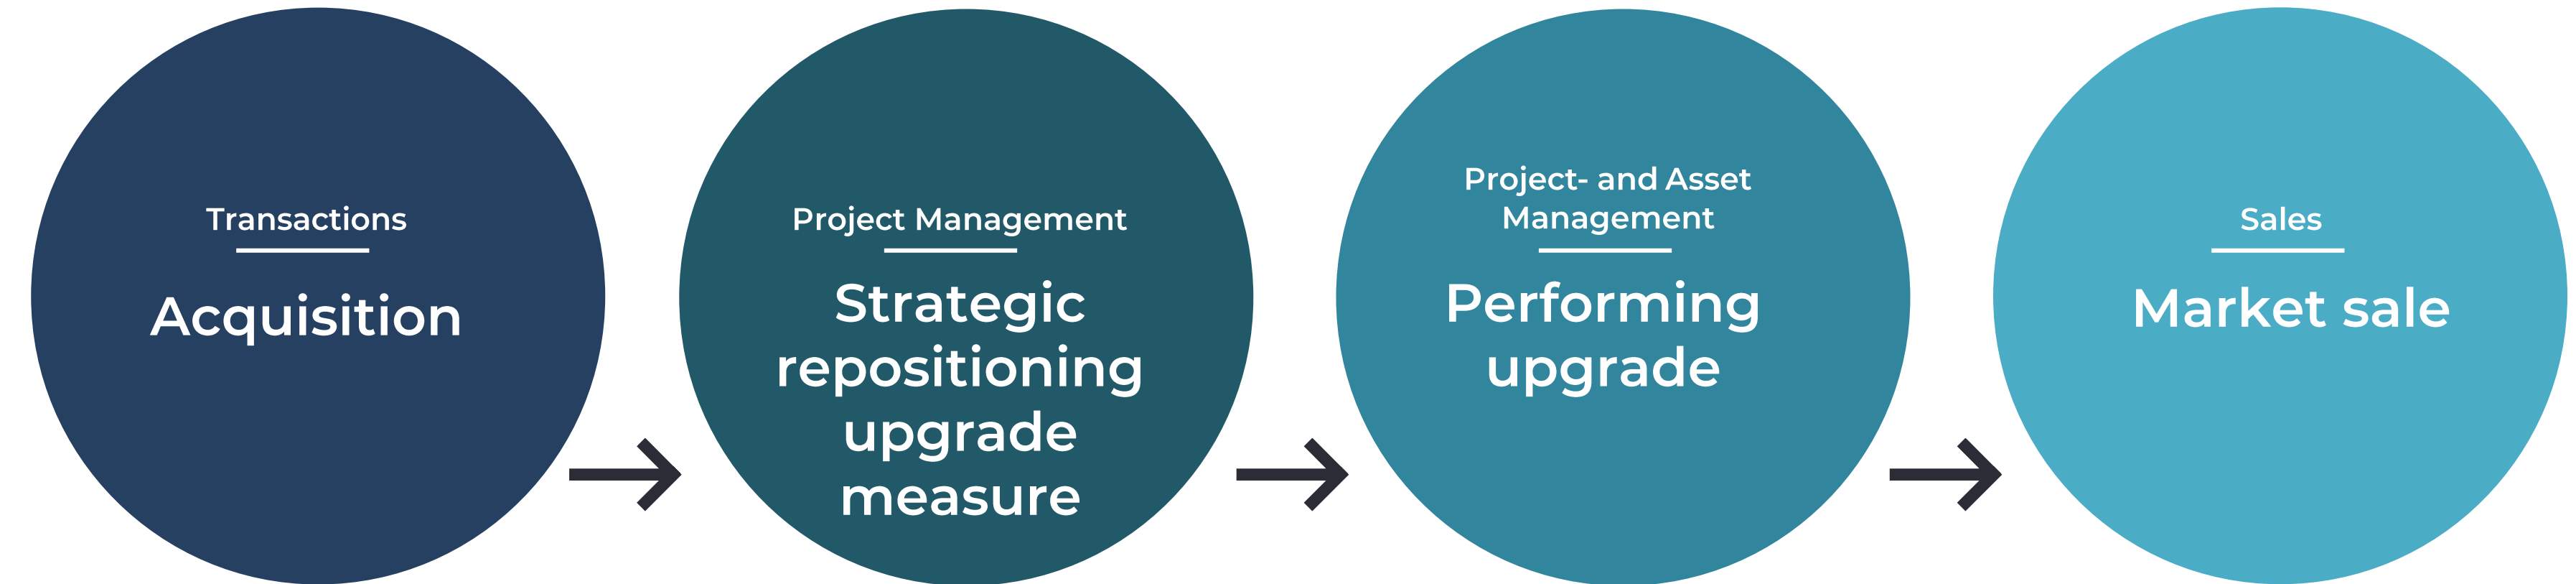 Transactions
Acquisition
Project Management
Strategic
repositioning
upgrade
measure
Project- and Asset
Management
Performing
upgrade
Sales
Market sale